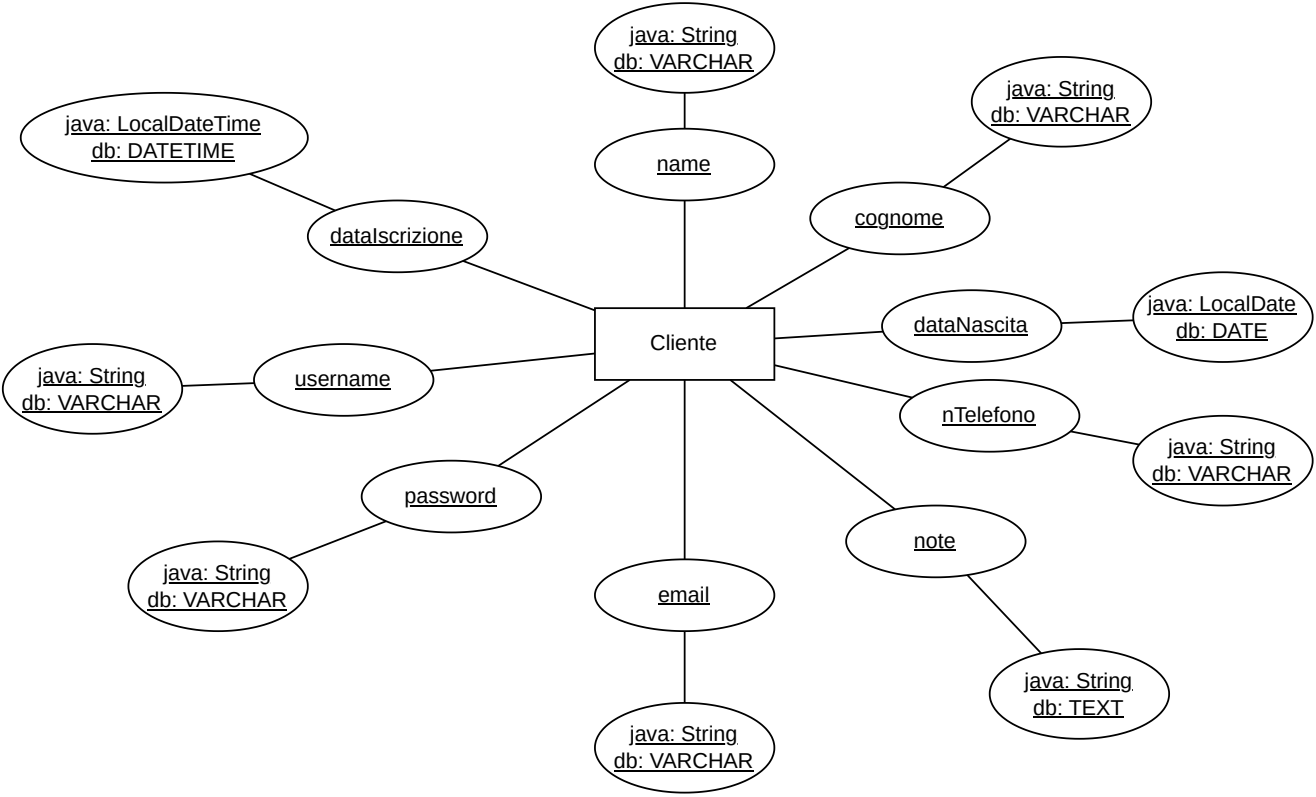 java: String
db: VARCHAR
java: String
db: VARCHAR
java: LocalDateTime
db: DATETIME
name
cognome
dataIscrizione
java: LocalDate
db: DATE
dataNascita
Cliente
java: String
db: VARCHAR
username
nTelefono
java: String
db: VARCHAR
password
note
java: String
db: VARCHAR
email
java: String
db: TEXT
java: String
db: VARCHAR